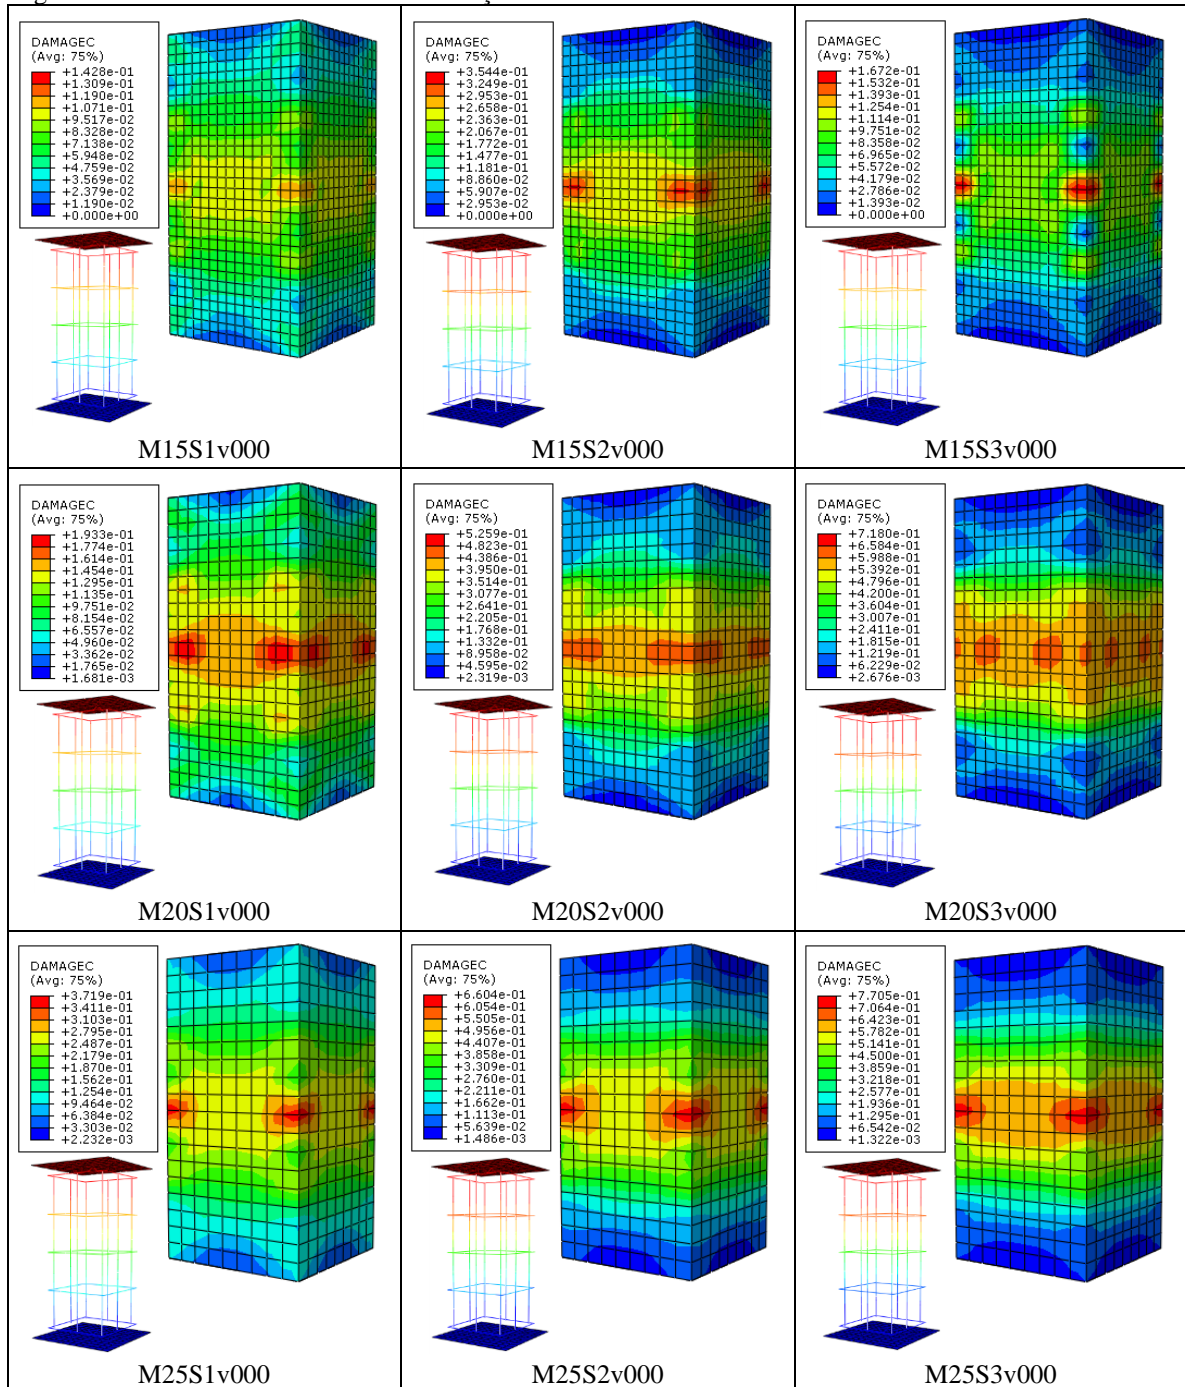 DAMAGEC
(Avg: 75%)
+1.428e-01
+1.309e-01
+1.190e-01
+1.071e-01
+9.517e-02
+8.328e-02
+7.138e-02
+5.948e-02
+4.759e-02
+3.569e-02
+2.379e-02
+1.190e-02
+0.000e+00
M15S1v000
DAMAGEC
(Avg: 75%)
+3.544e-01
+3.249e-01
+2.953e-01
+2.658e-01
+2.363e-01
+2.067e-01
+1.772e-01
+1.477e-01
+1.181e-01
+8.860e-02
+5.907e-02
+2.953e-02
+0.000e+00
M15S2v000
DAMAGEC
(Avg: 75%)
+1.672e-01
+1.532e-01
+1.393e-01
+1.254e-01
+1.114e-01
+9.751e-02
+8.358e-02
+6.965e-02
+5.572e-02
+4.179e-02
+2.786e-02
+1.393e-02
+0.000e+00
M15S3v000
DAMAGEC
(Avg: 75%)
+1.933e-01
+1.774e-01
+1.614e-01
+1.454e-01
+1.295e-01
+1.135e-01
+9.751e-02
+8.154e-02
+6.557e-02
+4.960e-02
+3.362e-02
+1.765e-02
+1.681e-03
M20S1v000
DAMAGEC
(Avg: 75%)
+5.259e-01
+4.823e-01
+4.386e-01
+3.950e-01
+3.514e-01
+3.077e-01
+2.641e-01
+2.205e-01
+1.768e-01
+1.332e-01
+8.958e-02
+4.595e-02
+2.319e-03
M20S2v000
DAMAGEC
(Avg: 75%)
+7.180e-01
+6.584e-01
+5.988e-01
+5.392e-01
+4.796e-01
+4.200e-01
+3.604e-01
+3.007e-01
+2.411e-01
+1.815e-01
+1.219e-01
+6.229e-02
+2.676e-03
M20S3v000
DAMAGEC
(Avg: 75%)
+3.719e-01
+3.411e-01
+3.103e-01
+2.795e-01
+2.487e-01
+2.179e-01
+1.870e-01
+1.562e-01
+1.254e-01
+9.464e-02
+6.384e-02
+3.303e-02
+2.232e-03
M25S1v000
DAMAGEC
(Avg: 75%)
+6.604e-01
+6.054e-01
+5.505e-01
+4.956e-01
+4.407e-01
+3.858e-01
+3.309e-01
+2.760e-01
+2.211e-01
+1.662e-01
+1.113e-01
+5.639e-02
+1.486e-03
M25S2v000
DAMAGEC
(Avg: 75%)
+7.705e-01
+7.064e-01
+6.423e-01
+5.782e-01
+5.141e-01
+4.500e-01
+3.859e-01
+3.218e-01
+2.577e-01
+1.936e-01
+1.295e-01
+6.542e-02
+1.322e-03
M25S3v000